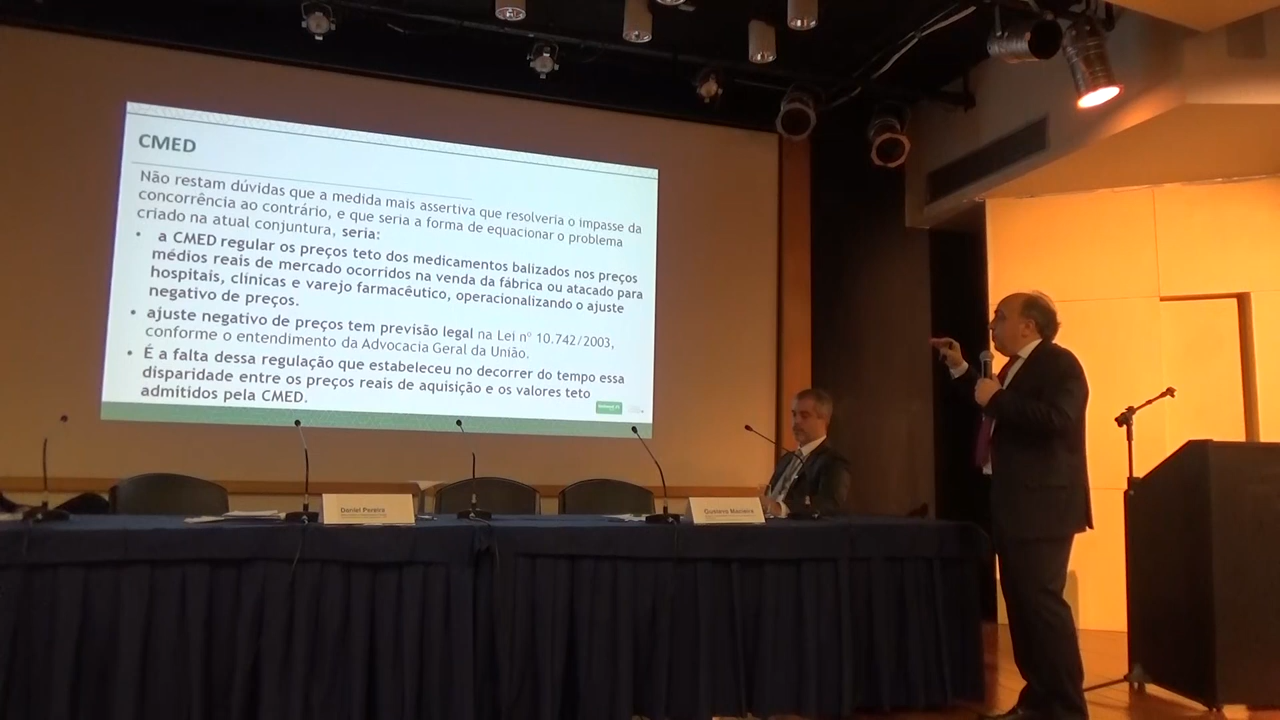 CMED
Não restam dúvidas que a medida mais assertiva que resolveria o impasse da
concorrência ao contrário, e que seria a forma de equacionar o problema
criado na atual conjuntura, seria:
• a CMED regular os preços teto dos medicamentos balizados nos preços
médios reais de mercado ocorridos na venda da fábrica ou atacado para
hospitais, clínicas e varejo farmacêutico, operacionalizando o ajuste
negativo de preços.
• ajuste negativo de preços tem previsão legal na Lei nº 10.742/2003,
conforme o entendimento da Advocacia Geral da União.
• É a falta dessa regulação que estabeleceu no decorrer do tempo essa
disparidade entre os preços reais de aquisição e os valores teto
admitidos pela CMED.
Daniel Pereira
Gustavo Macieira